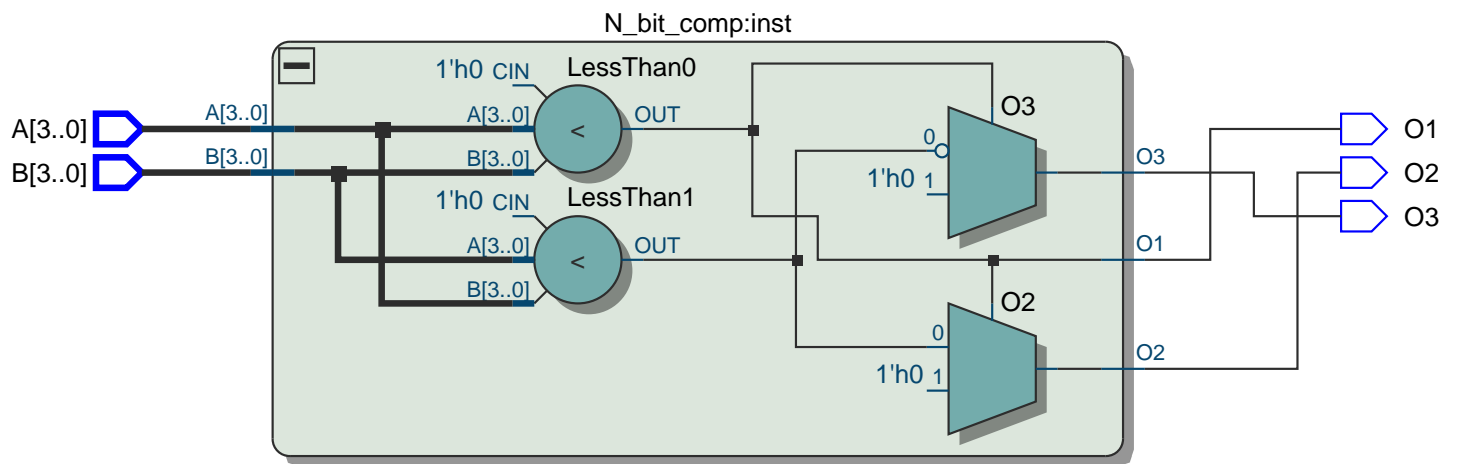 N_bit_comp:inst
1'h0 CIN
LessThan0
A[3..0]
A[3..0]
A[3..0]
OUT
<
B[3..0]
B[3..0]
B[3..0]
1'h0 CIN
LessThan1
A[3..0]
OUT
<
B[3..0]
O3
0
1'h0 1
O3
O1
O2
0
1'h0 1
O2
O1
O2
O3